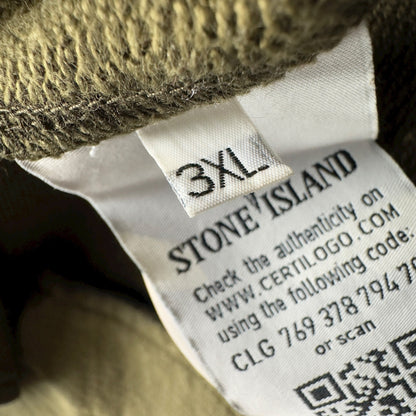 3XL
STONE ISLAND
Check the authenticity on
WWW.CERTILOGO.COM
using the following code:
CLG 769 378 794 70
or scan